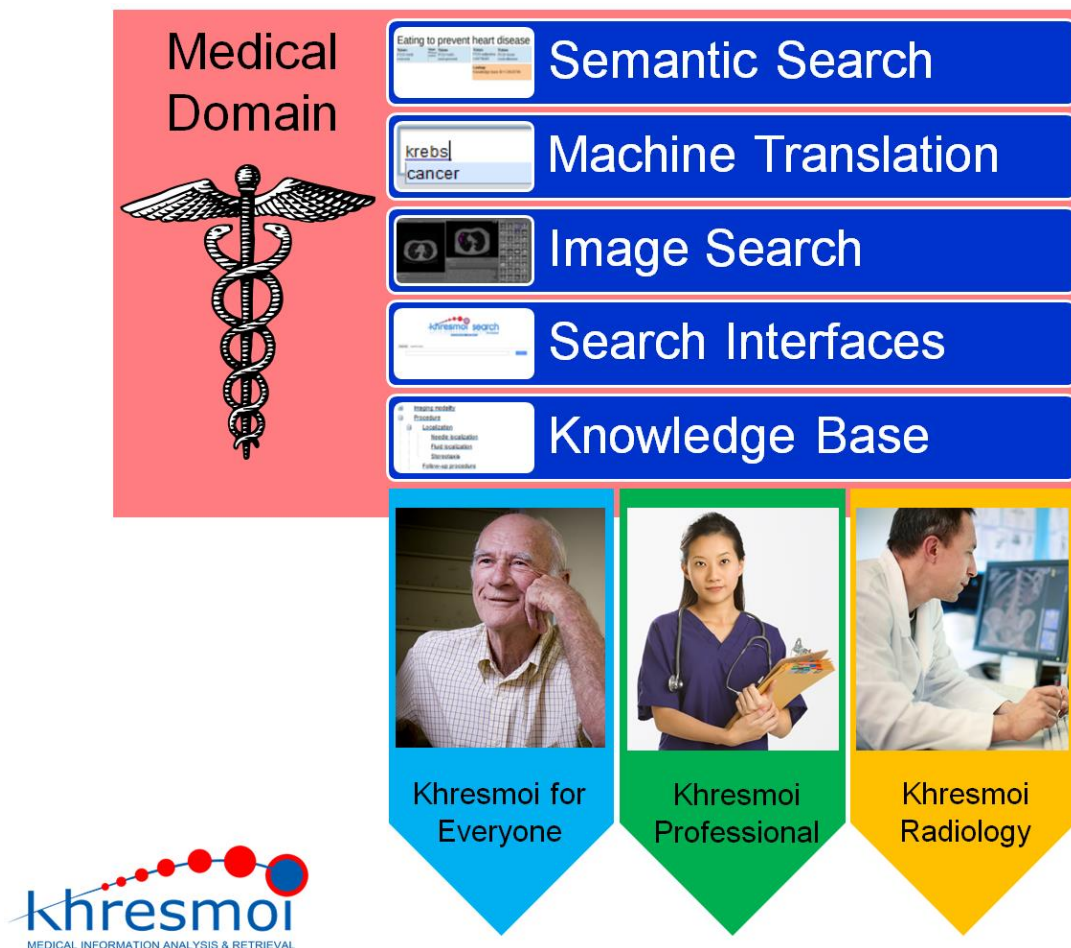 Medical
Domain
Eating to prevent heart disease
Semantic Search
krebs
cancer
Machine Translation
Image Search
khresmoi search
Search Interfaces
Imaging modality
Procedure
Localization
Needle localization
Fluid localization
Stereotaxis
Follow-up procedure
Knowledge Base
Khresmoi for
Everyone
Khresmoi
Professional
Khresmoi
Radiology
khresmoi
MEDICAL INFORMATION ANALYSIS & RETRIEVAL